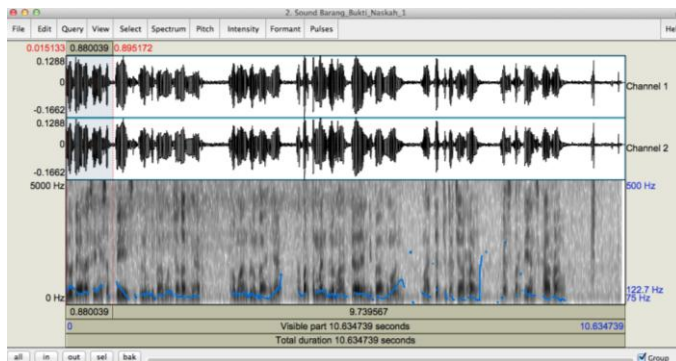 2. Sound Barang_Bukti_Naskah_1
File Edit Query View Select Spectrum Pitch Intensity Formant Pulses Hel
0.015133 0.880039 0.895172
0.1288
0
-0.1662
Channel 1
0.1288
0
-0.1662
Channel 2
5000 Hz
500 Hz
122.7 Hz
0 Hz
75 Hz
0.880039 9.739567
0 Visible part 10.634739 seconds 10.634739
Total duration 10.634739 seconds
all in out sel bak Group